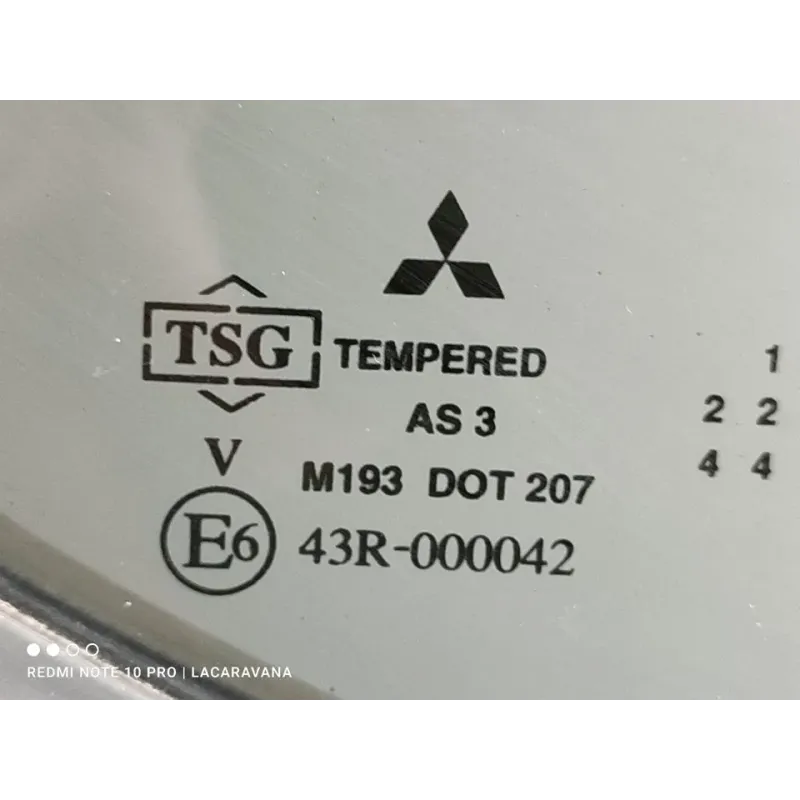 TSG TEMPERED
1
AS 3
2 2
V
4 4
M193 DOT 207
E6 43R-000042
REDMI NOTE 10 PRO | LACARAVANA